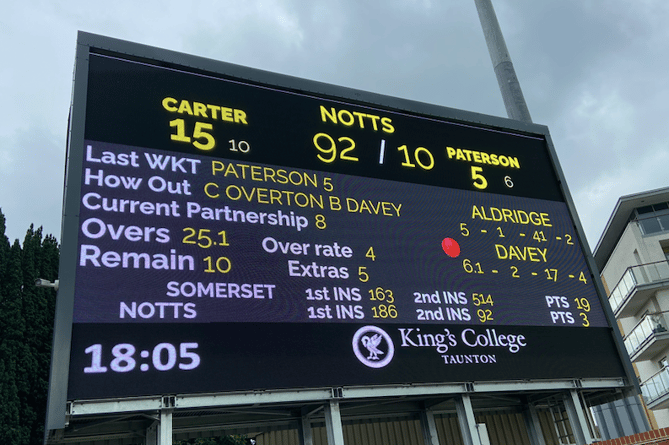 CARTER NOTTS
15 10 92 / 10 PATERSON
5 6
Last WKT PATERSON 5
How Out C OVERTON B DAVEY
Current Partnership 8 ALDRIDGE
5 - 1 - 41 - 2
Overs 25.1 Over rate 4 DAVEY
Remain 10 Extras 5 6.1 - 2 - 17 - 4
SOMERSET 1st INS 163 2nd INS 514 PTS 19
NOTTS 1st INS 186 2nd INS 92 PTS 3
18:05 King's College
TAUNTON